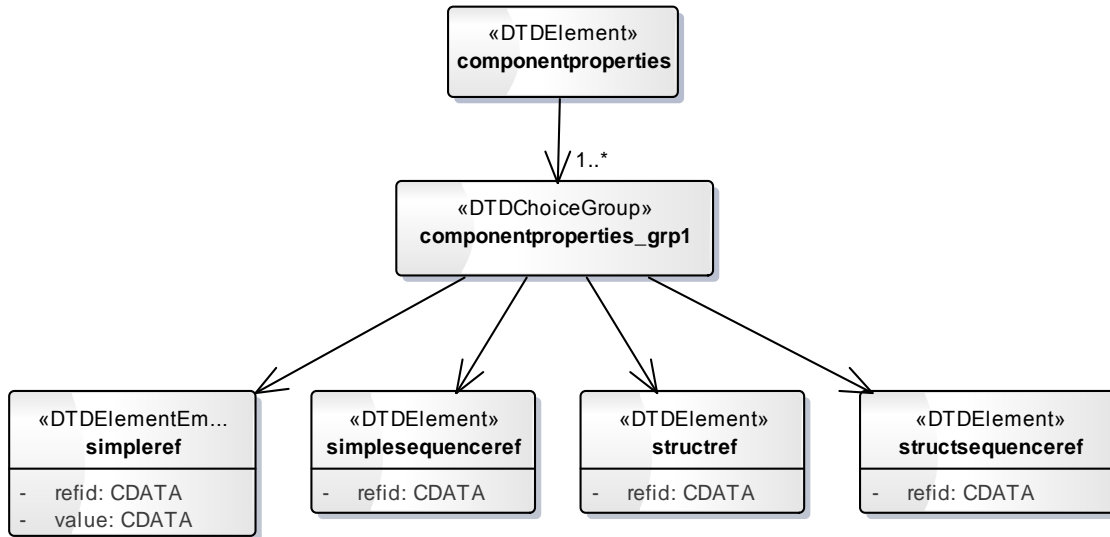 «DTDElement»
componentproperties
1..*
«DTDChoiceGroup»
componentproperties_grp1
«DTDElementEm...
simpleref
- refid: CDATA
- value: CDATA
«DTDElement»
simplesequenceref
- refid: CDATA
«DTDElement»
structref
- refid: CDATA
«DTDElement»
structsequenceref
- refid: CDATA